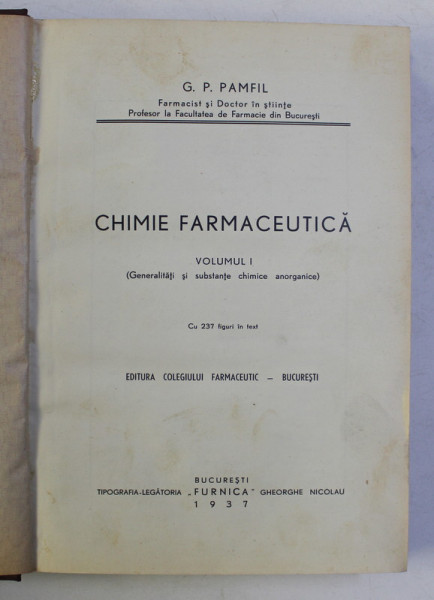 G. P. PAMFIL
Farmacist și Doctor în științe
Profesor la Facultatea de Farmacie din București
CHIMIE FARMACEUTICĂ
VOLUMUL I
(Generalități și substanțe chimice anorganice)
Cu 237 figuri în text
EDITURA COLEGIULUI FARMACEUTIC – BUCUREȘTI
BUCUREȘTI
TIPOGRAFIA-LEGĂTORIA „FURNICA” GHEORGHE NICOLAU
1937